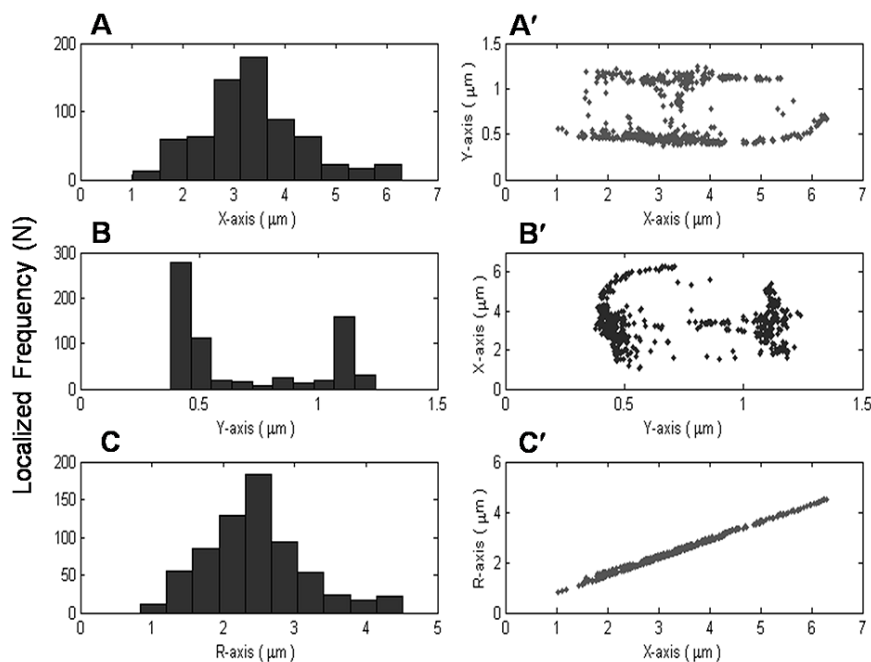 Localized Frequency (N)
A
200
100
0
0 1 2 3 4 5 6 7
X-axis ( μm )
A′
1.5
1
0.5
0
Y-axis ( μm )
0 1 2 3 4 5 6 7
X-axis ( μm )
B
300
200
100
0
0 0.5 1 1.5
Y-axis ( μm )
B′
6
4
2
0
X-axis ( μm )
0 0.5 1 1.5
Y-axis ( μm )
C
200
150
100
50
0
0 1 2 3 4 5
R-axis ( μm )
C′
6
4
2
0
R-axis ( μm )
0 1 2 3 4 5 6 7
X-axis ( μm )